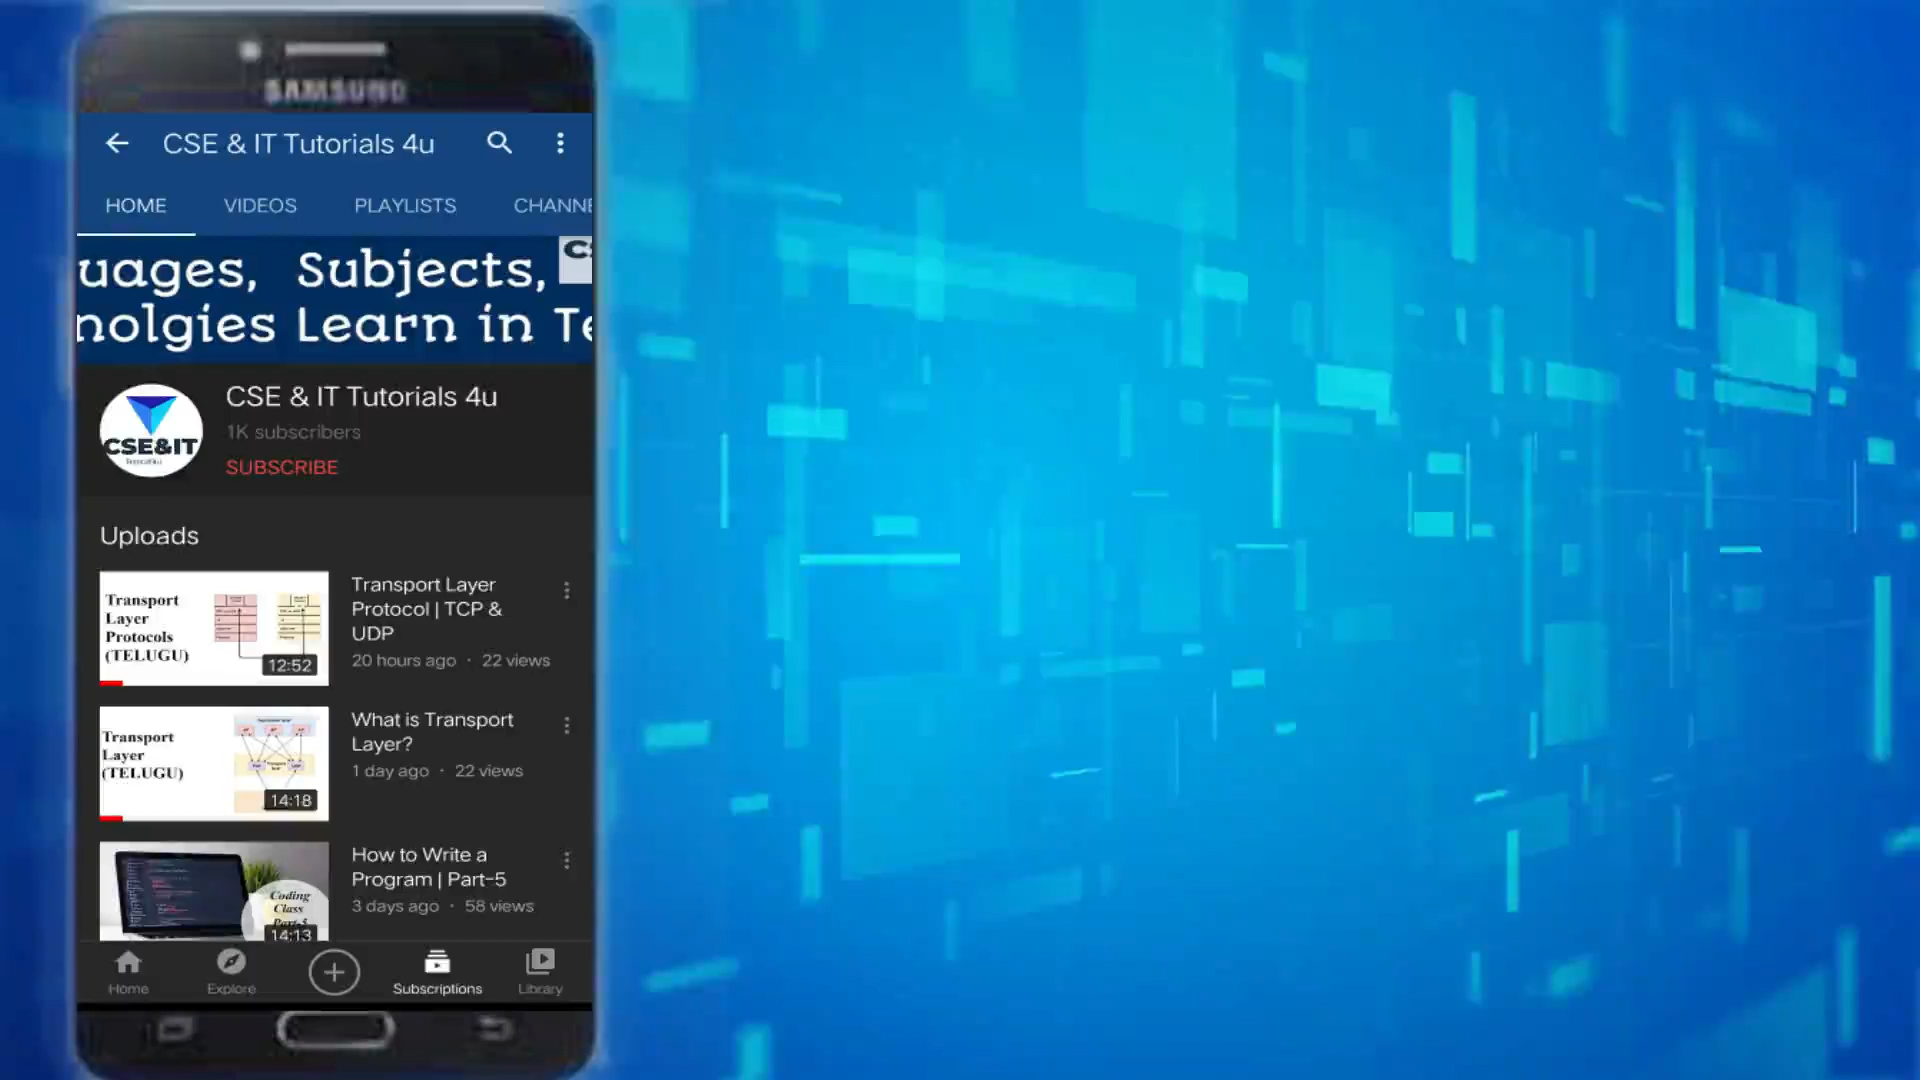 SAMSUNG
CSE & IT Tutorials 4u
HOME VIDEOS PLAYLISTS CHANNE
uages, Subjects,
nolgies Learn in Te
CSE & IT Tutorials 4u
1K subscribers
SUBSCRIBE
CSE&IT
Uploads
Transport
Layer
Protocols
(TELUGU)
12:52
Transport Layer
Protocol | TCP &
UDP
20 hours ago · 22 views
Transport
Layer
(TELUGU)
14:18
What is Transport
Layer?
1 day ago · 22 views
Coding
Class
Part-5
14:13
How to Write a
Program | Part-5
3 days ago · 58 views
Home Explore Subscriptions Library